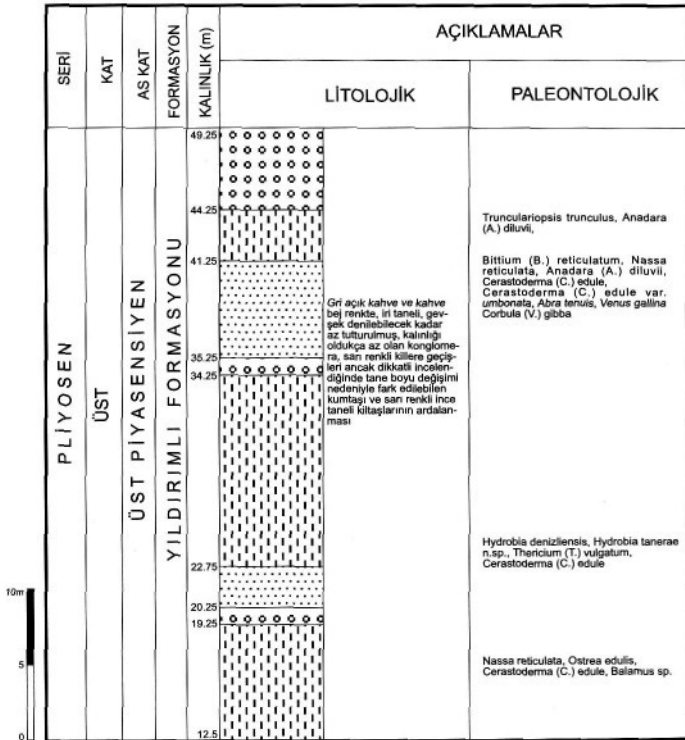 SERİ
KAT
AS KAT
FORMASYON
KALINLIK (m)
AÇIKLAMALAR
LİTOLOJİK
PALEONTOLOJİK
PLİYOSEN
ÜST
ÜST PİYASENSİYEN
YILDIRIMLI FORMASYONU
49.25
44.25
41.25
35.25
34.25
22.75
20.25
19.25
12.5
Gri açık kahve ve kahve
bej renkte, iri taneli, gev-
şek denilebilecek kadar
az tutturulmuş, kalınlığı
oldukça az olan konglome-
ra, sarı renkli killere geçiş-
leri ancak dikkatli incelen-
diğinde tane boyu değişimi
nedeniyle fark edilebilen
kumtaşı ve sarı renkli ince
taneli kiltaşlarının ardalan-
ması
Trunculariopsis trunculus, Anadara
(A.) diluvii,
Bittium (B.) reticulatum, Nassa
reticulata, Anadara (A.) diluvii,
Cerastoderma (C.) edule,
Cerastoderma (C.) edule var.
umbonata, Abra tenuis, Venus gallina
Corbula (V.) gibba
Hydrobia denizliensis, Hydrobia tanerae
n.sp., Thericium (T.) vulgatum,
Cerastoderma (C.) edule
Nassa reticulata, Ostrea edulis,
Cerastoderma (C.) edule, Balamus sp.
10m
5
0